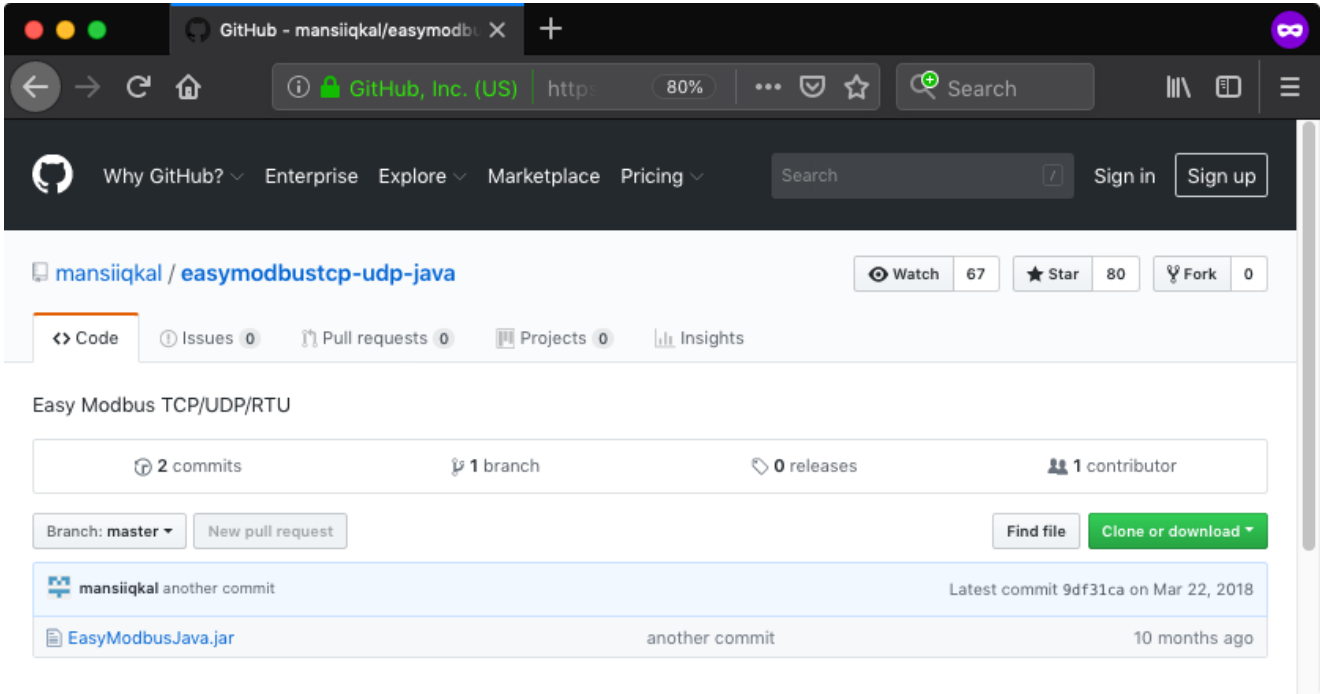 GitHub - mansiiqkal/easymodbu
GitHub, Inc. (US) https 80% Search
Why GitHub? Enterprise Explore Marketplace Pricing Search / Sign in Sign up
mansiiqkal / easymodbustcp-udp-java Watch 67 Star 80 Fork 0
Code Issues 0 Pull requests 0 Projects 0 Insights
Easy Modbus TCP/UDP/RTU
2 commits 1 branch 0 releases 1 contributor
Branch: master New pull request Find file Clone or download
mansiiqkal another commit Latest commit 9df31ca on Mar 22, 2018
EasyModbusJava.jar another commit 10 months ago